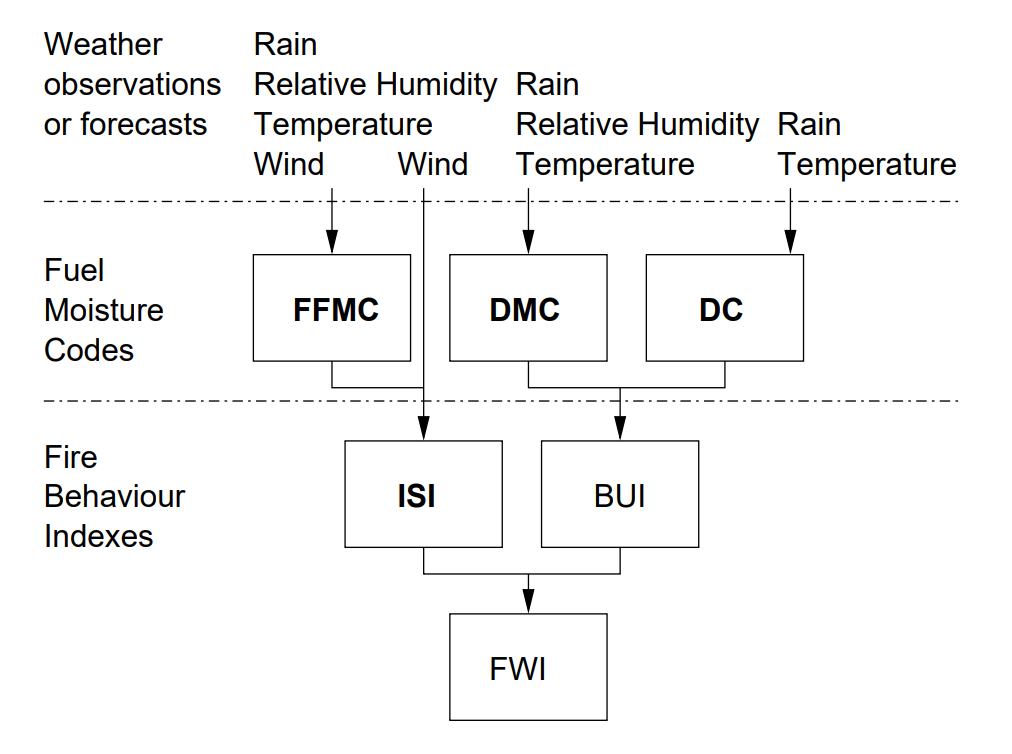 Weather
observations
or forecasts
Rain
Relative Humidity
Temperature
Wind
Wind
Rain
Relative Humidity
Temperature
Rain
Temperature
Fuel
Moisture
Codes
FFMC
DMC
DC
Fire
Behaviour
Indexes
ISI
BUI
FWI